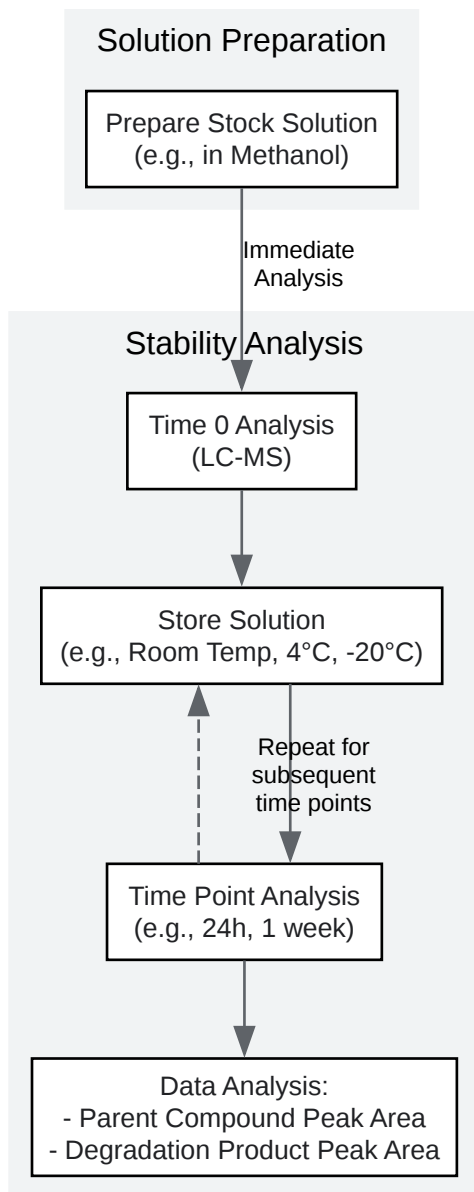 Solution Preparation
Prepare Stock Solution
(e.g., in Methanol)
Immediate
Analysis
Stability Analysis
Time 0 Analysis
(LC-MS)
Store Solution
(e.g., Room Temp, 4°C, -20°C)
Repeat for
subsequent
time points
Time Point Analysis
(e.g., 24h, 1 week)
Data Analysis:
- Parent Compound Peak Area
- Degradation Product Peak Area